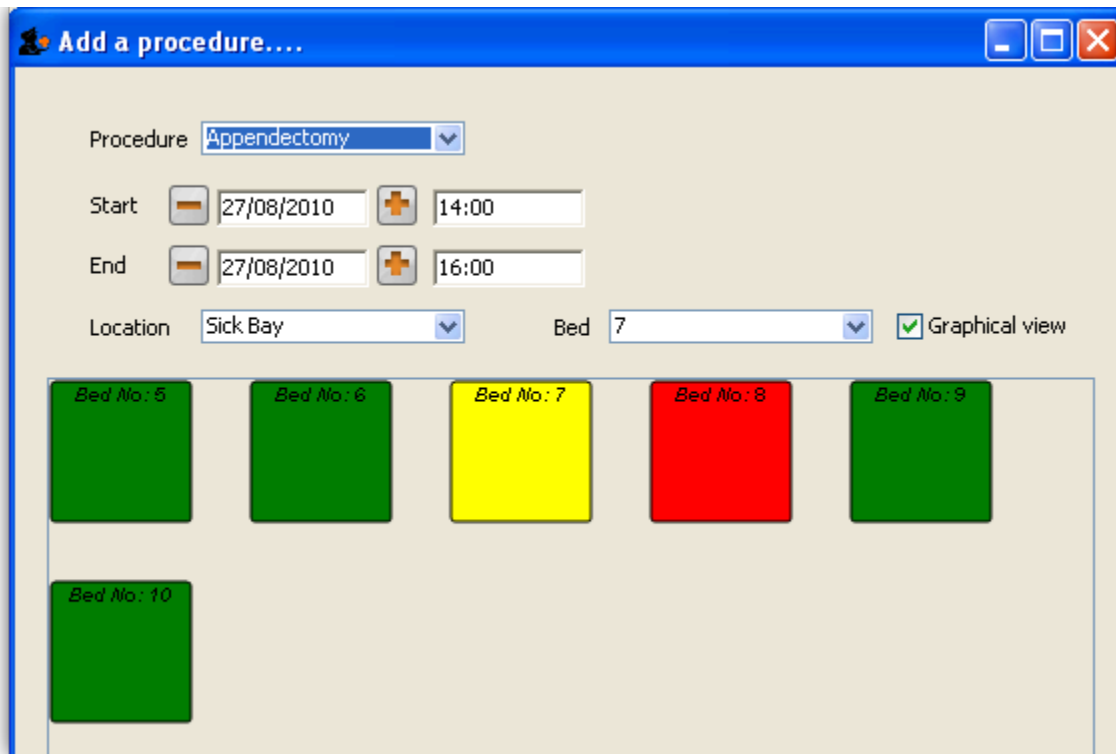 Add a procedure....
Procedure Appendectomy
Start 27/08/2010 14:00
End 27/08/2010 16:00
Location Sick Bay Bed 7 Graphical view
Bed No: 5 Bed No: 6 Bed No: 7 Bed No: 8 Bed No: 9
Bed No: 10